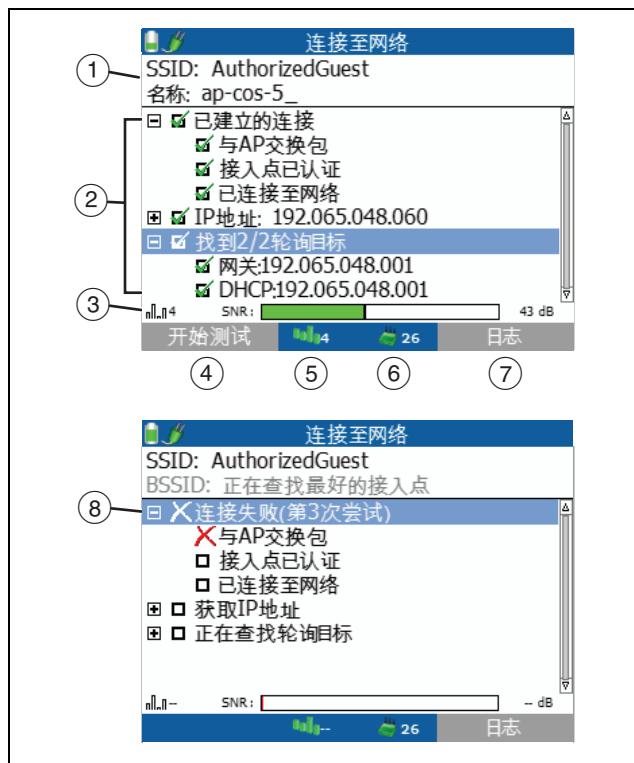 连接至网络
① SSID: AuthorizedGuest
名称: ap-cos-5_
② 已建立的连接
与AP交换包
接入点已认证
已连接至网络
IP地址: 192.065.048.060
找到2/2轮询目标
网关:192.065.048.001
DHCP:192.065.048.001
③ 4 SNR: 43 dB
开始测试 4 26 日志
④ ⑤ ⑥ ⑦
连接至网络
SSID: AuthorizedGuest
BSSID: 正在查找最好的接入点
⑧ 连接失败(第3次尝试)
与AP交换包
接入点已认证
已连接至网络
获取IP地址
正在查找轮询目标
-- SNR: -- dB
-- 26 日志